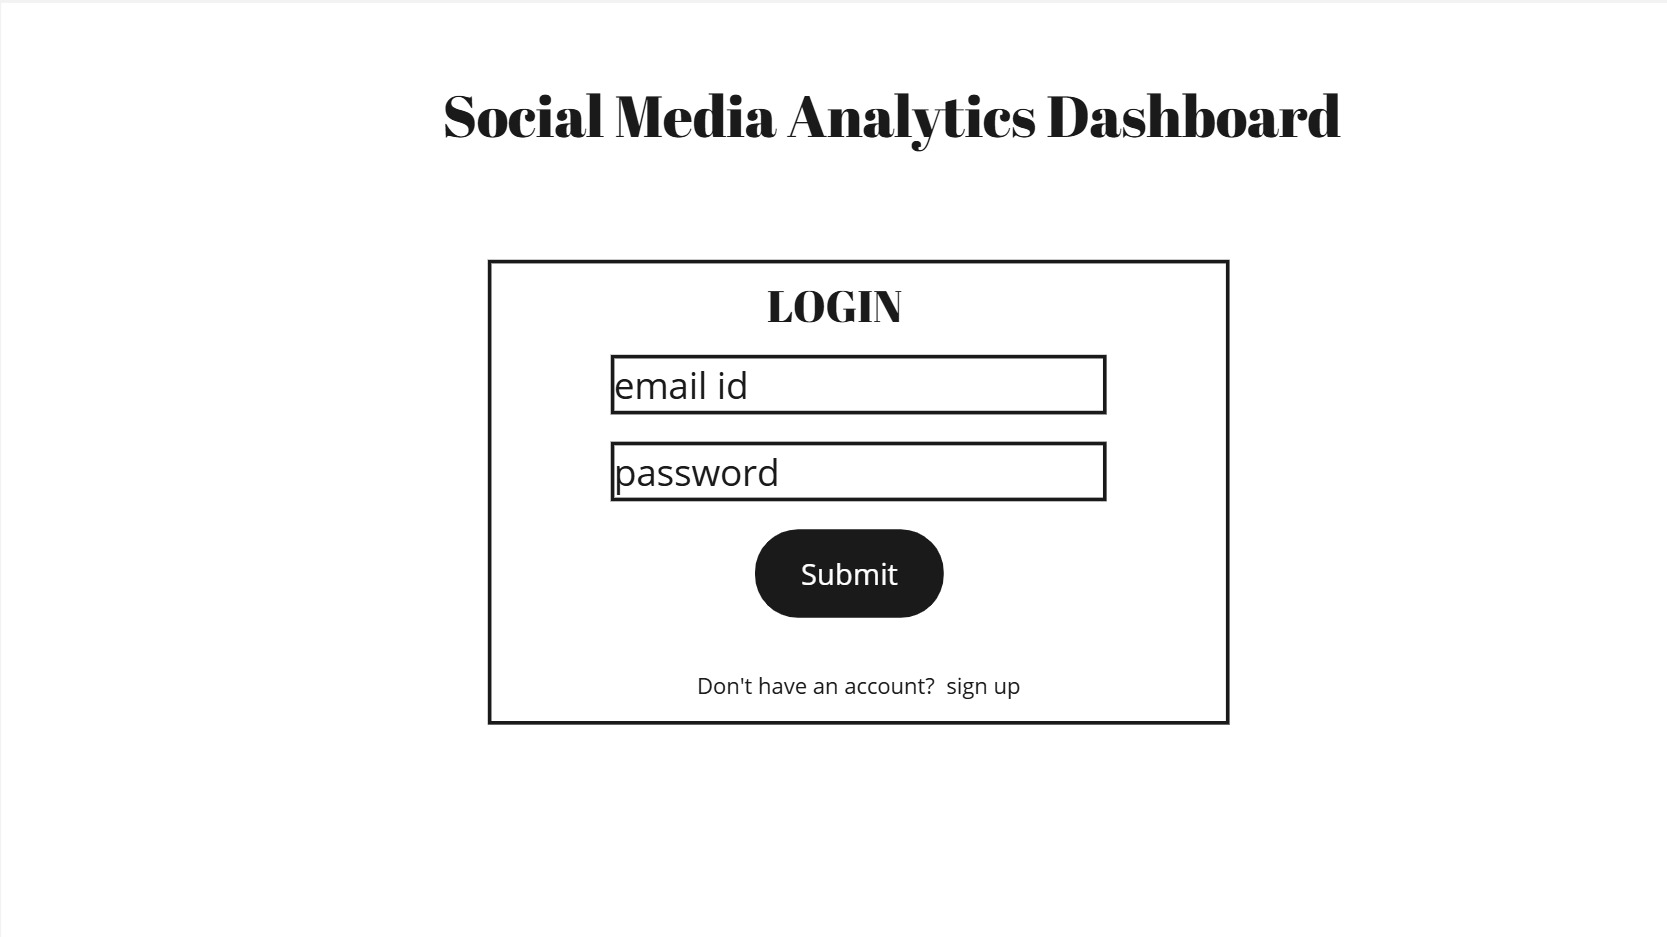 Social Media Analytics Dashboard
LOGIN
email id
password
Submit
Don't have an account? sign up